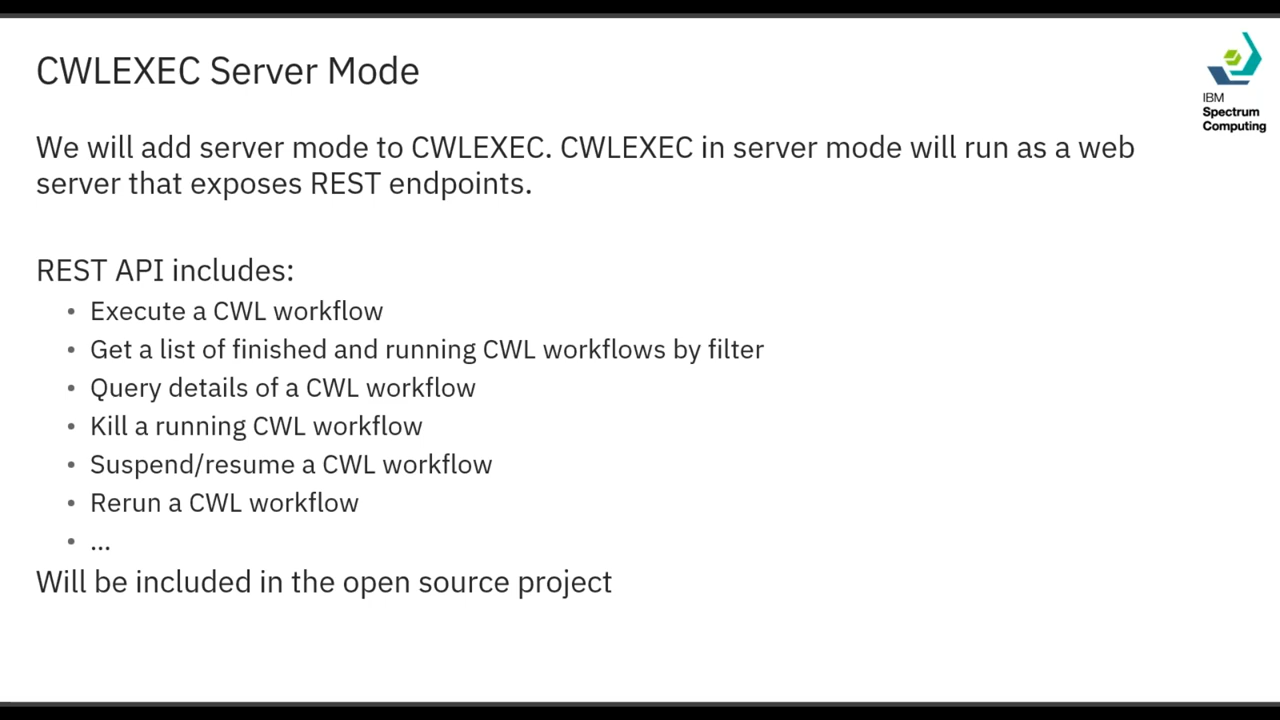 CWLEXEC Server Mode
IBM
Spectrum
Computing
We will add server mode to CWLEXEC. CWLEXEC in server mode will run as a web
server that exposes REST endpoints.
REST API includes:
• Execute a CWL workflow
• Get a list of finished and running CWL workflows by filter
• Query details of a CWL workflow
• Kill a running CWL workflow
• Suspend/resume a CWL workflow
• Rerun a CWL workflow
• ...
Will be included in the open source project